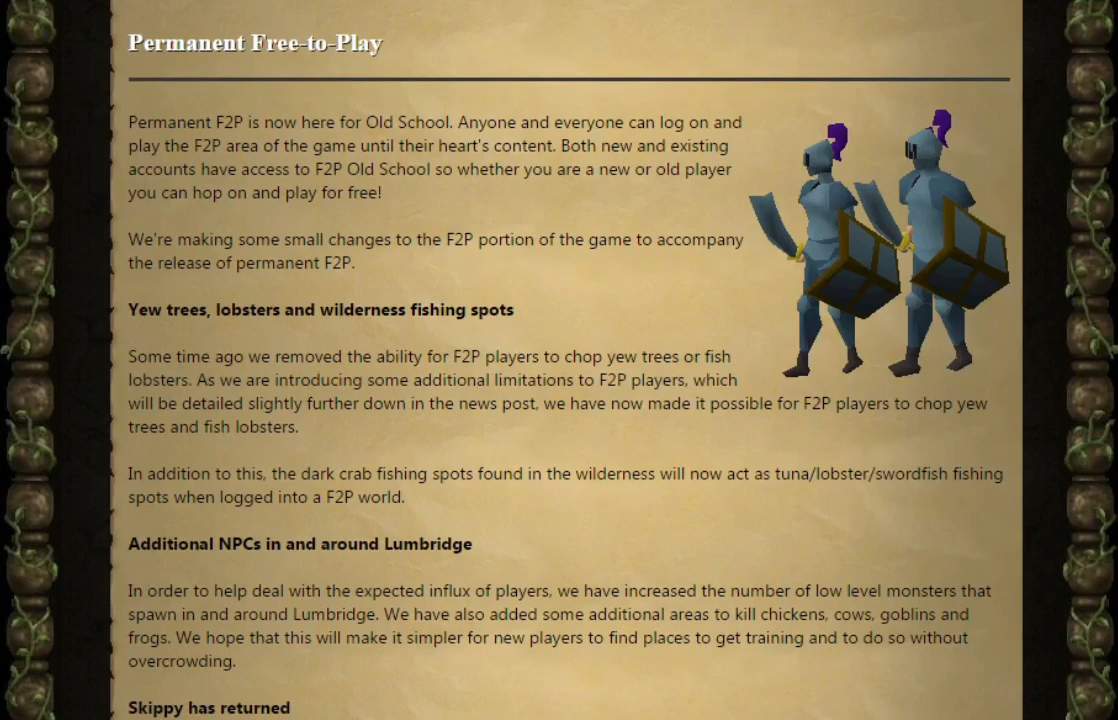 Permanent Free-to-Play
Permanent F2P is now here for Old School. Anyone and everyone can log on and
play the F2P area of the game until their heart's content. Both new and existing
accounts have access to F2P Old School so whether you are a new or old player
you can hop on and play for free!
We're making some small changes to the F2P portion of the game to accompany
the release of permanent F2P.
Yew trees, lobsters and wilderness fishing spots
Some time ago we removed the ability for F2P players to chop yew trees or fish
lobsters. As we are introducing some additional limitations to F2P players, which
will be detailed slightly further down in the news post, we have now made it possible for F2P players to chop yew
trees and fish lobsters.
In addition to this, the dark crab fishing spots found in the wilderness will now act as tuna/lobster/swordfish fishing
spots when logged into a F2P world.
Additional NPCs in and around Lumbridge
In order to help deal with the expected influx of players, we have increased the number of low level monsters that
spawn in and around Lumbridge. We have also added some additional areas to kill chickens, cows, goblins and
frogs. We hope that this will make it simpler for new players to find places to get training and to do so without
overcrowding.
Skippy has returned